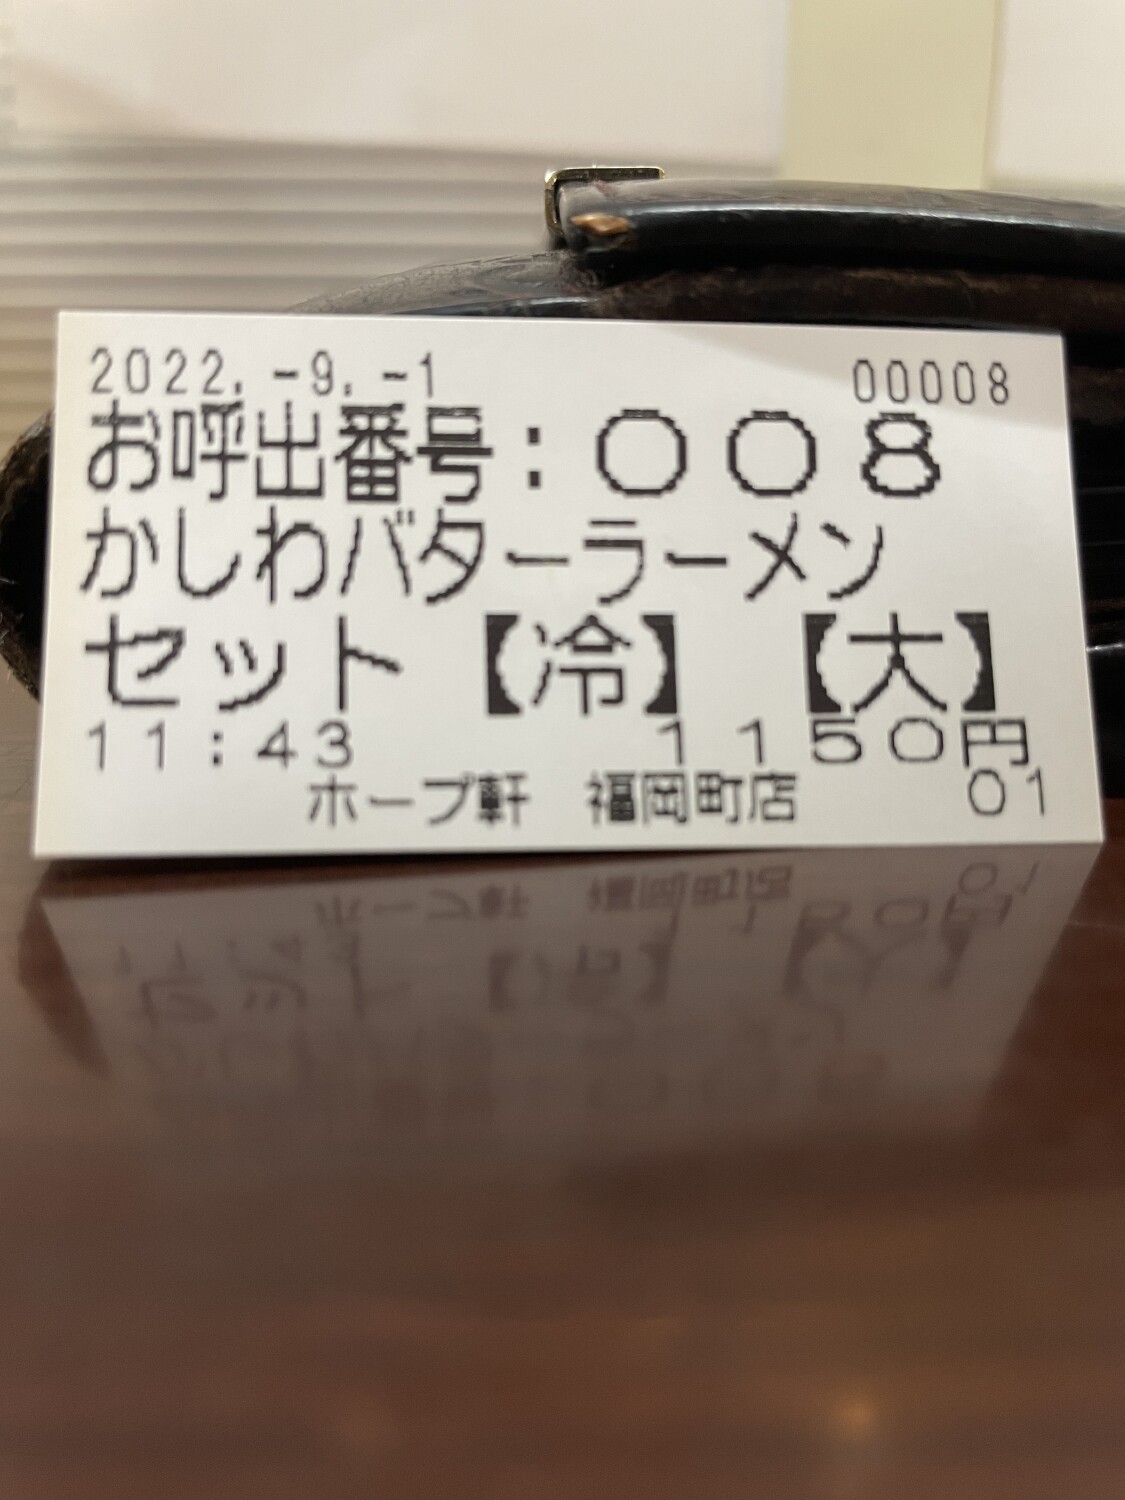 2022.-9.-1 00008
お呼出番号:008
かしわバターラーメン
セット【冷】【大】
11:43 1150円
ホープ軒 福岡町店 01